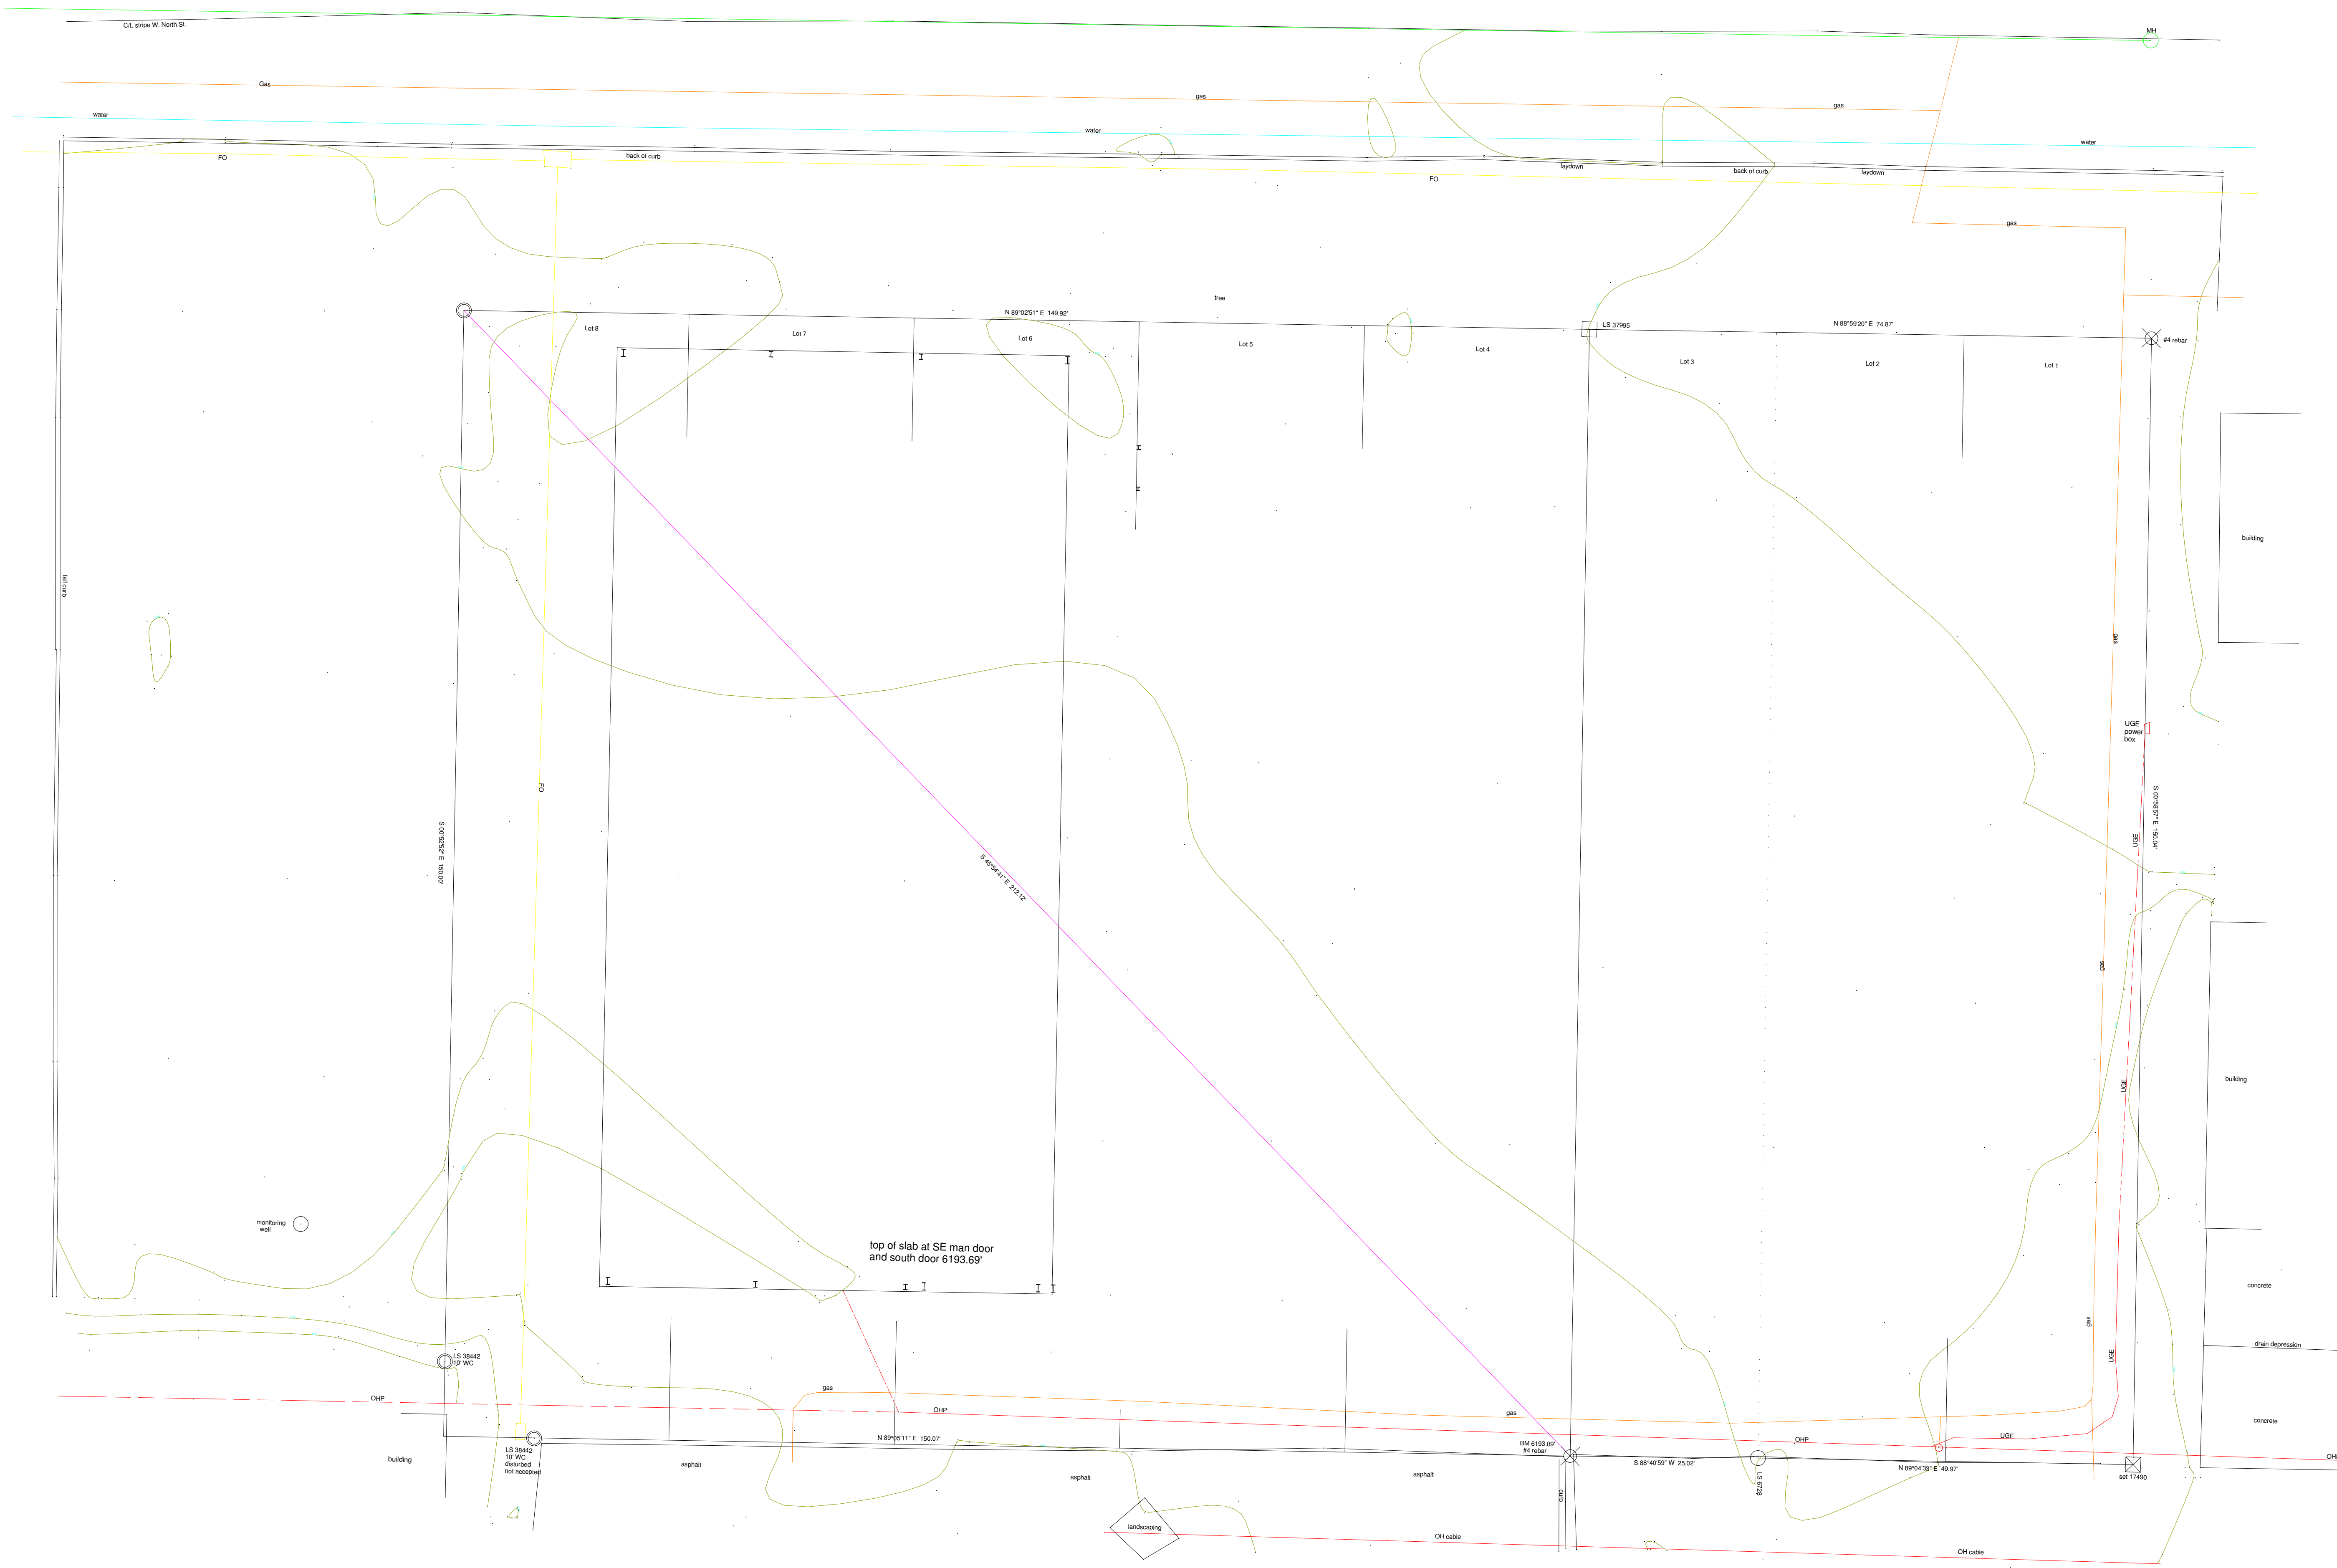 C/L stripe W. North St.
MH
Gas
gas
gas
water
water
water
FO
back of curb
FO
laydown
back of curb
laydown
gas
tree
N 89°02'51" E 149.92'
LS 37995
N 88°59'20" E 74.87'
#4 rebar
Lot 8
Lot 7
Lot 6
Lot 5
Lot 4
Lot 3
Lot 2
Lot 1
building
tall curb
gas
UGE
power
box
FO
S 00°52'52" E 150.00'
S 45°54'41" E 212.12'
UGE
S 00°58'57" E 150.04'
gas
UGE
building
monitoring
well
top of slab at SE man door
and south door 6193.69'
concrete
gas
drain depression
UGE
LS 38442
10' WC
OHP
gas
OHP
gas
concrete
N 89°05'11" E 150.07'
BM 6193.09'
#4 rebar
OHP
UGE
OH
LS 38442
10' WC
disturbed
not accepted
building
asphalt
asphalt
asphalt
S 88°40'59" W 25.02'
N 89°04'33" E 49.97'
LS 6728
set 17490
curb
landscaping
OH cable
OH cable